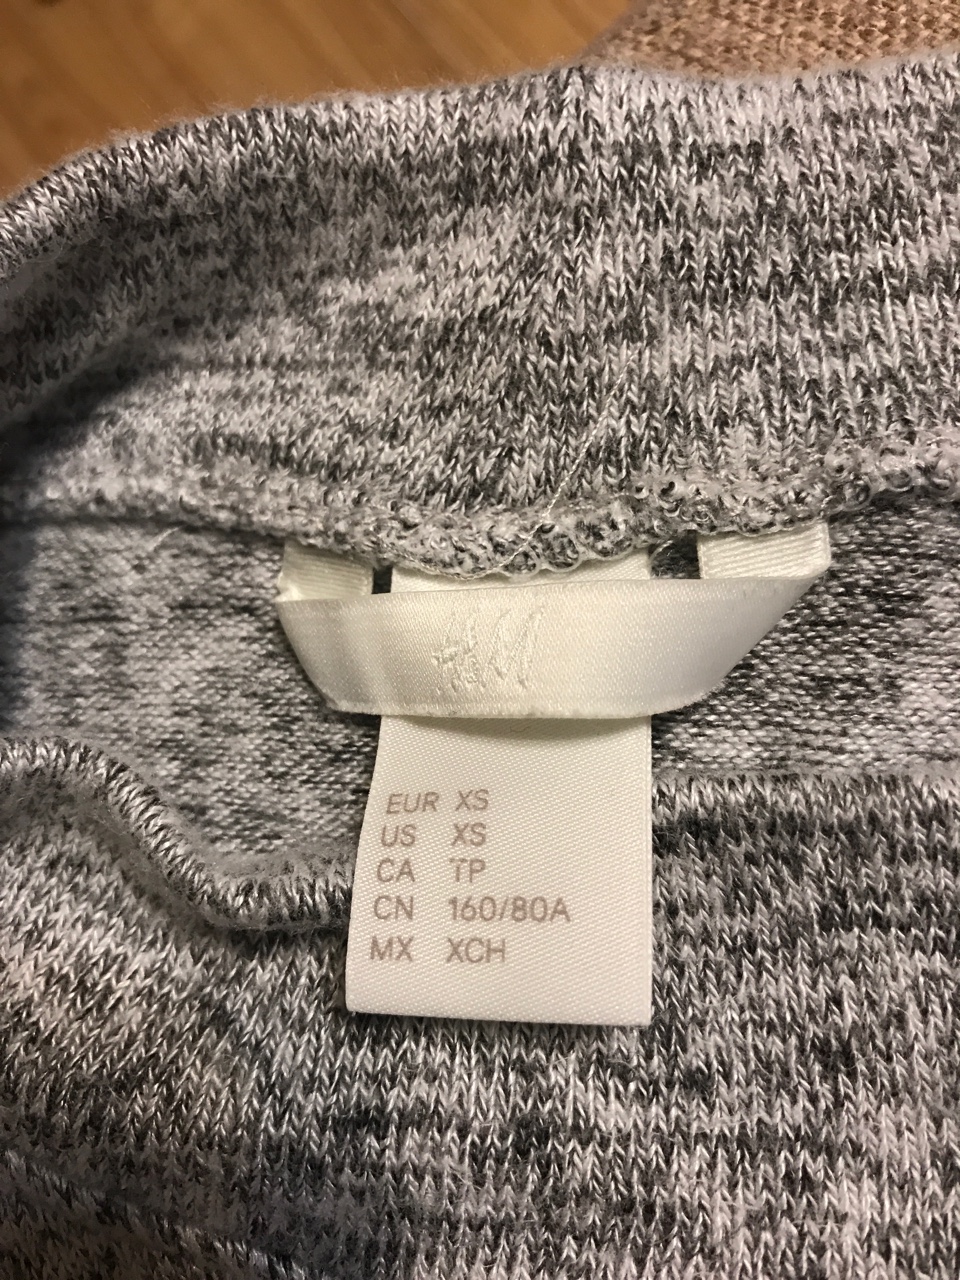 H&M
EUR XS
US XS
CA TP
CN 160/80A
MX XCH